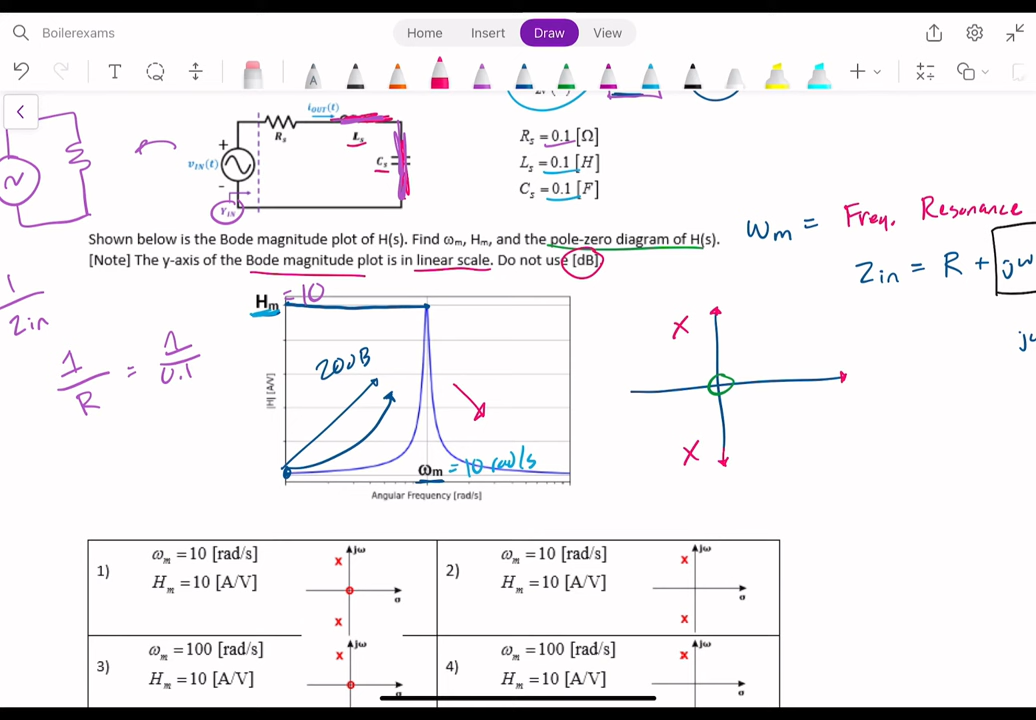 Boilerexams
Home Insert Draw View
T
A
iOUT(t)
Rs
Ls
+
vIN(t)
-
Cs
YIN
Rs = 0.1 [Ω]
Ls = 0.1 [H]
Cs = 0.1 [F]
ωm = Freq. Resonance
Zin = R + jω
Shown below is the Bode magnitude plot of H(s). Find ωm, Hm, and the pole-zero diagram of H(s).
[Note] The y-axis of the Bode magnitude plot is in linear scale. Do not use [dB].
1/Zin
1/R = 1/0.1
Hm = 10
20dB
|H| [A/V]
ωm = 10 rad/s
Angular Frequency [rad/s]
X
X
1) ωm = 10 [rad/s]
Hm = 10 [A/V]
jω
x
σ
x
2) ωm = 10 [rad/s]
Hm = 10 [A/V]
jω
x
σ
x
3) ωm = 100 [rad/s]
Hm = 10 [A/V]
jω
x
σ
4) ωm = 100 [rad/s]
Hm = 10 [A/V]
jω
x
σ